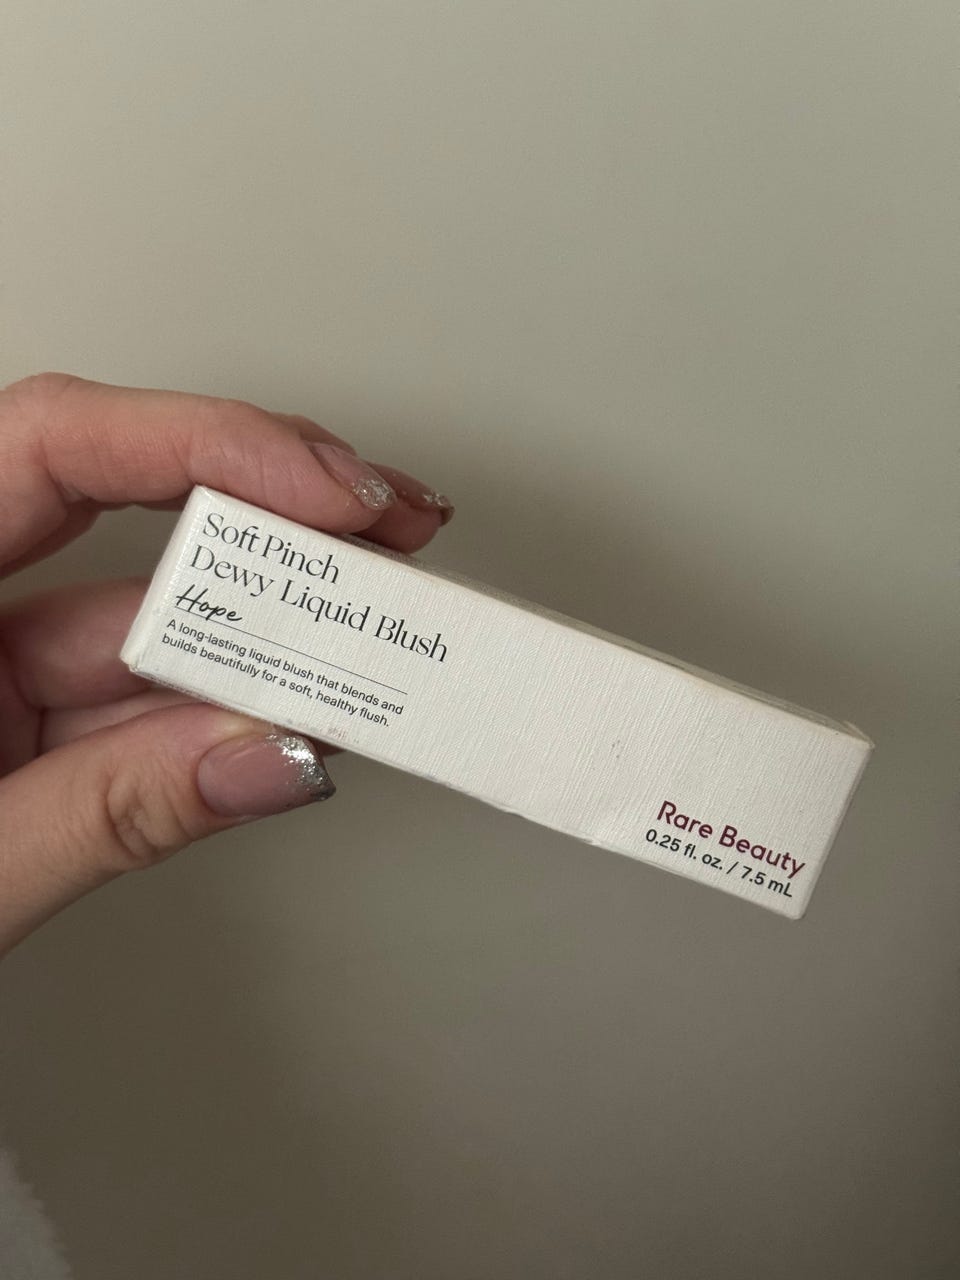 Soft Pinch
Dewy Liquid Blush
Hope
A long-lasting liquid blush that blends and
builds beautifully for a soft, healthy flush.
Rare Beauty
0.25 fl. oz. / 7.5 mL